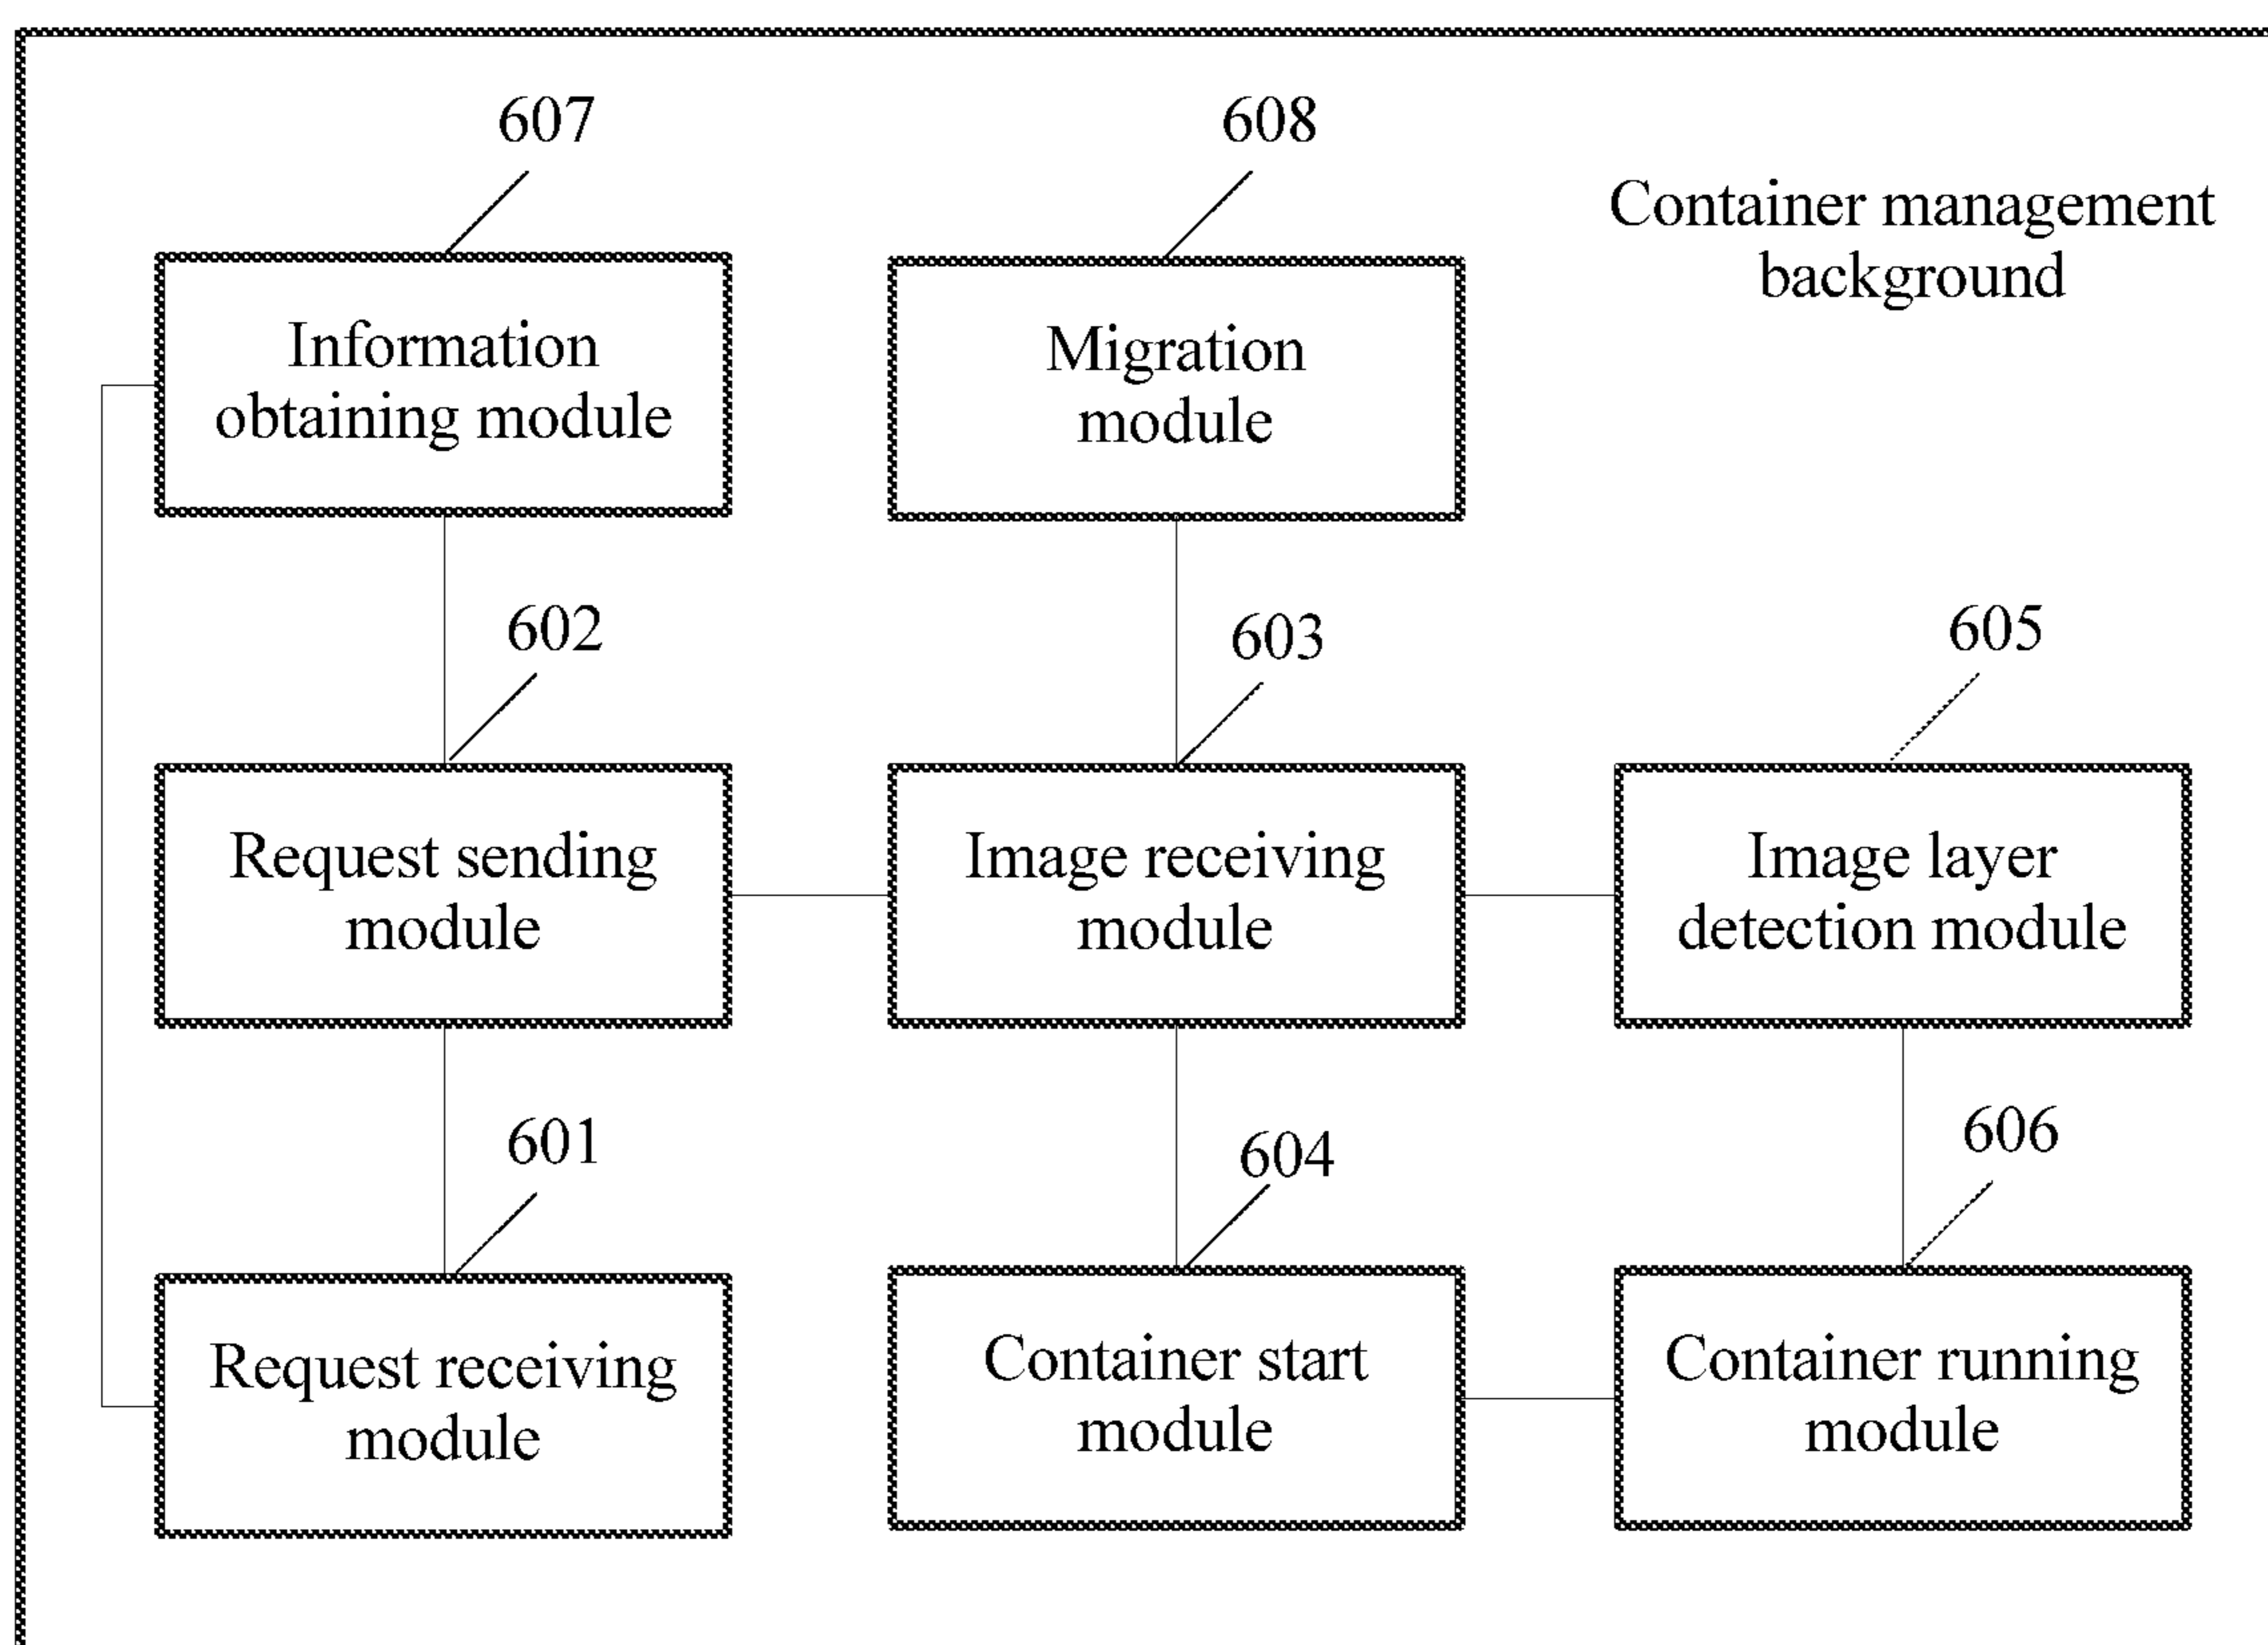 607
608
Container management
background
Information
obtaining module
Migration
module
602
603
605
Request sending
module
Image receiving
module
Image layer
detection module
601
604
606
Request receiving
module
Container start
module
Container running
module